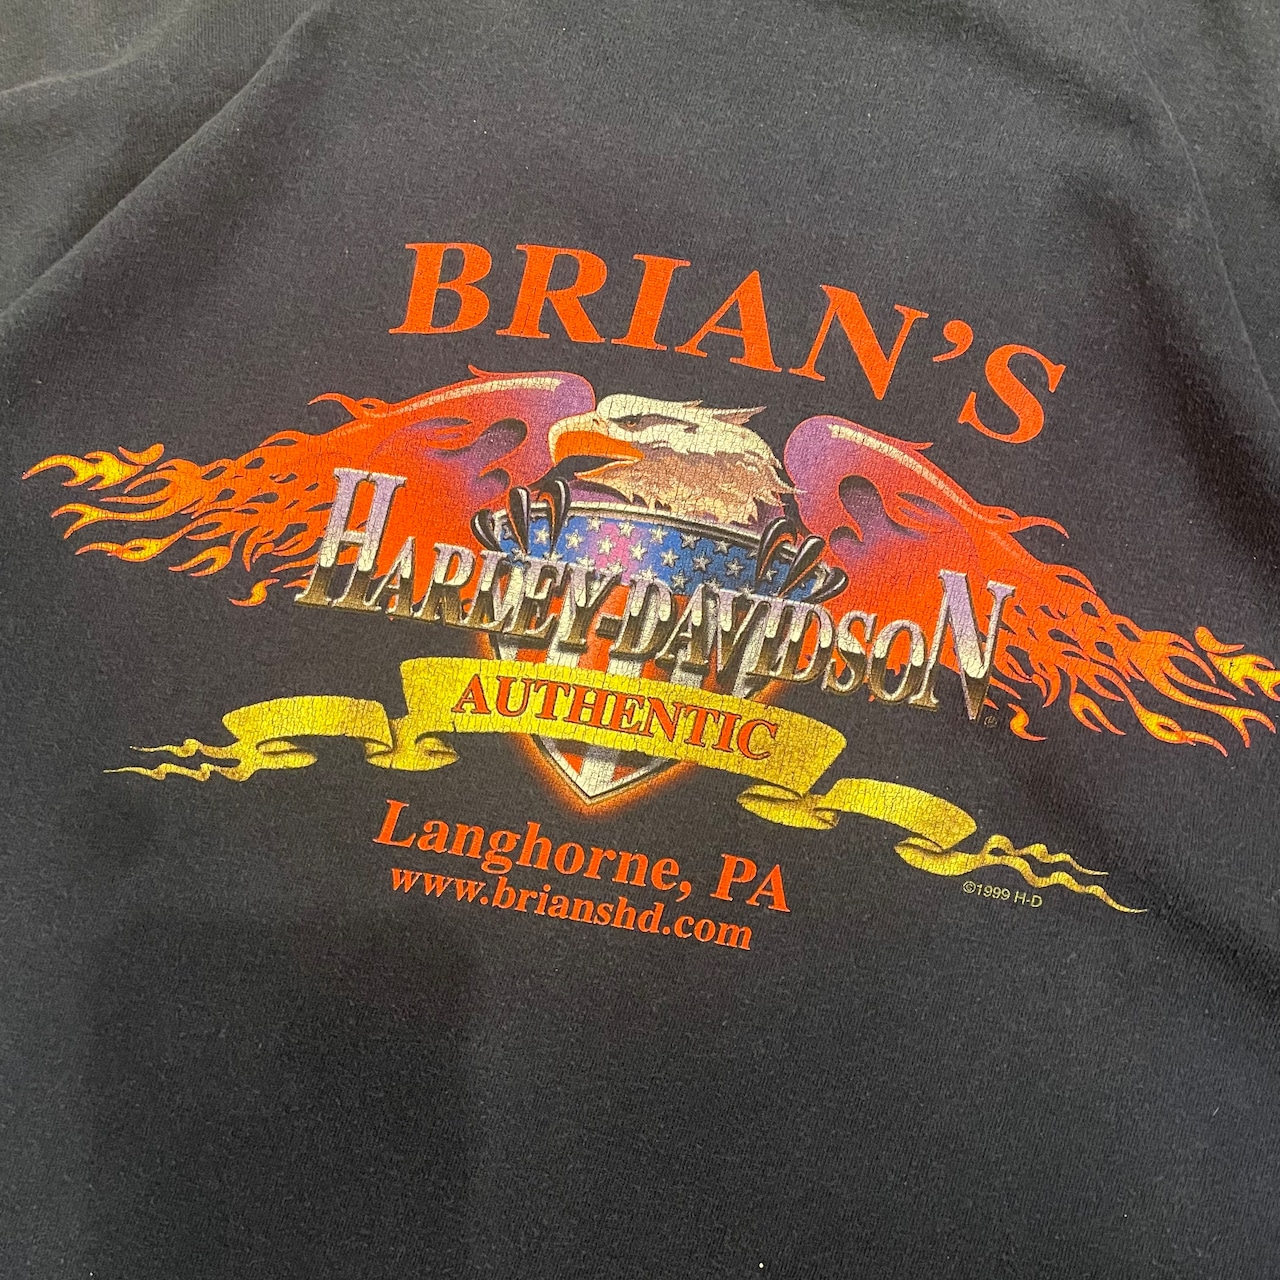 BRIAN'S
HARLEY-DAVIDSON®
AUTHENTIC
Langhorne, PA
www.brianshd.com
©1999 H-D